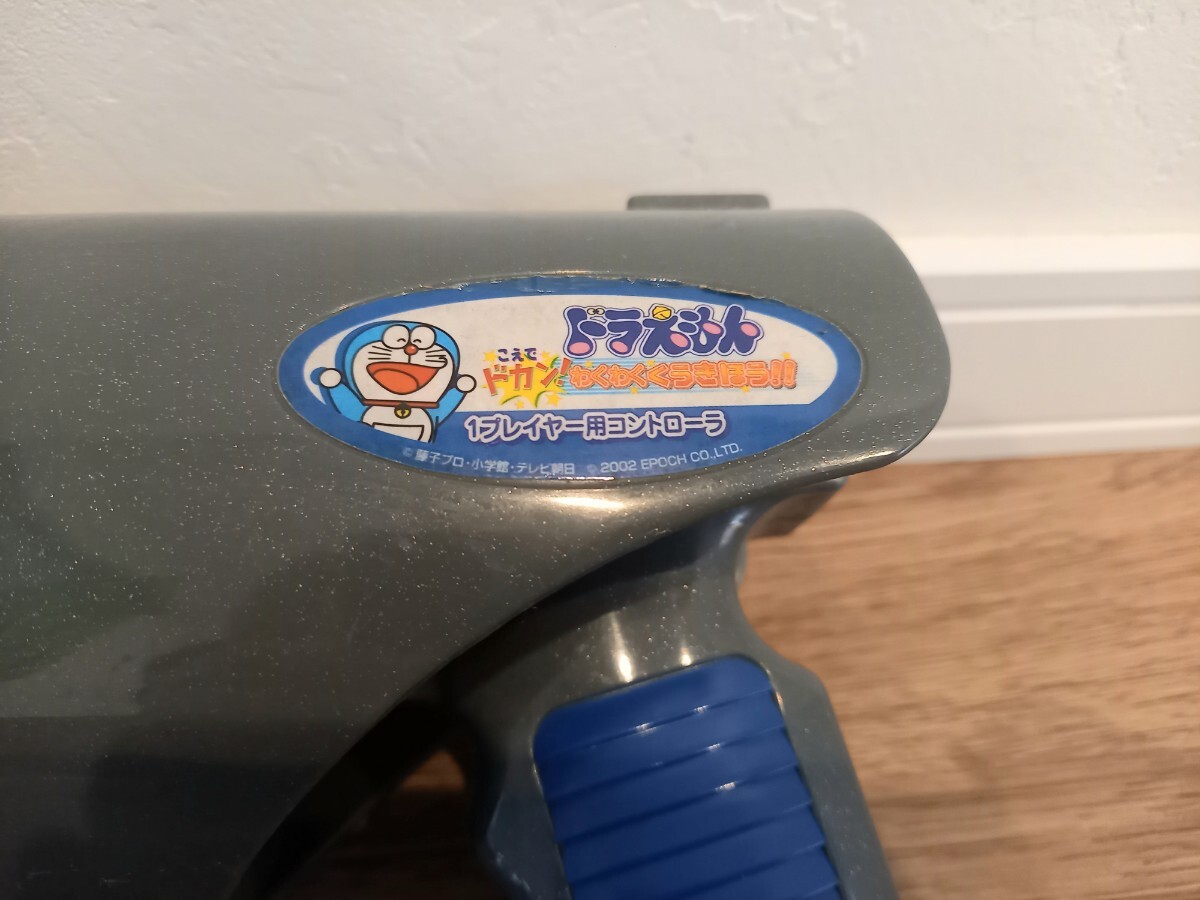 ドラえもん
こえで
ドカン!わくわくくうきほう!!
1プレイヤー用コントローラ
© 藤子プロ・小学館・テレビ朝日 © 2002 EPOCH CO.,LTD.